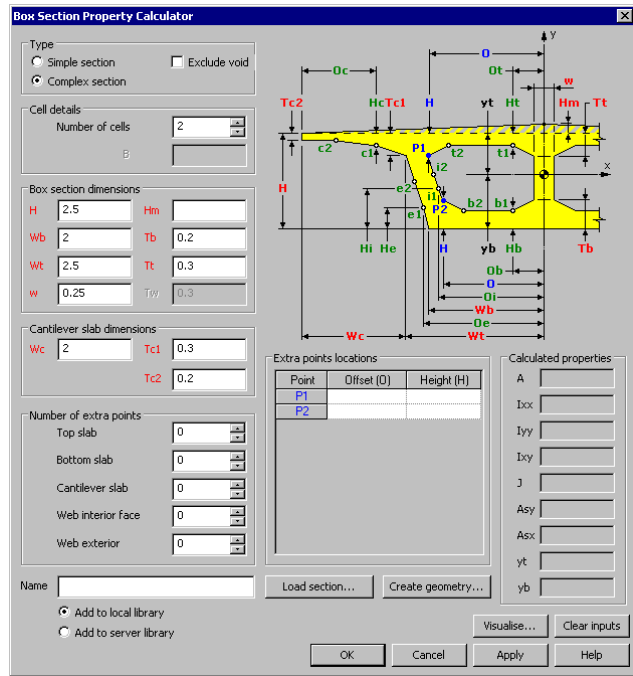 Box Section Property Calculator
Type
Simple section
Exclude void
Complex section
Cell details
Number of cells 2
B
Box section dimensions
H 2.5 Hm
Wb 2 Tb 0.2
Wt 2.5 Tt 0.3
w 0.25 Tw 0.3
Cantilever slab dimensions
Wc 2 Tc1 0.3
Tc2 0.2
Number of extra points
Top slab 0
Bottom slab 0
Cantilever slab 0
Web interior face 0
Web exterior 0
Name
Add to local library
Add to server library
y
O
Oc Ot w
Tc2 Hc Tc1 H yt Ht Hm Tt
c2 c1 P1 t2 t1
i2 x
H e2 i1
P2 b2 b1
e1
Hi He H yb Hb Tb
Ob
O
Oi
Wb
Oe
Wc Wt
Extra points locations
Point Offset (O) Height (H)
P1
P2
Calculated properties
A
Ixx
Iyy
Ixy
J
Asy
Asx
yt
yb
Load section... Create geometry...
Visualise... Clear inputs
OK Cancel Apply Help